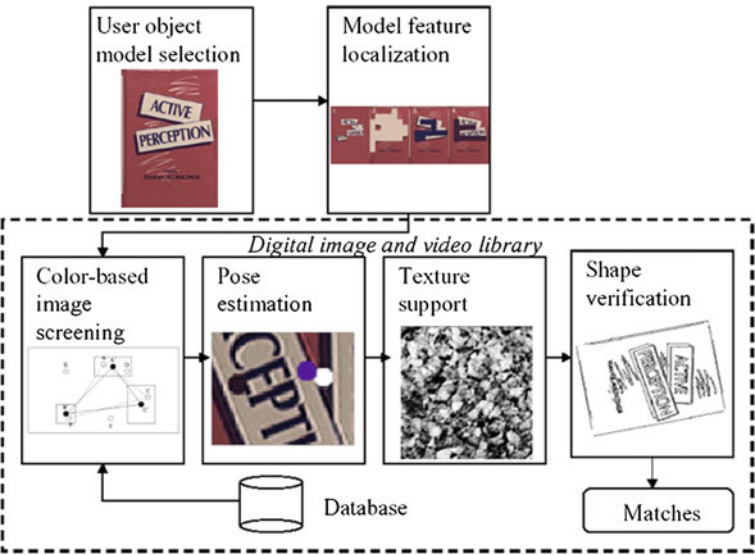 User object
model selection
ACTIVE
PERCEPTION
Model feature
localization
Digital image and video library
Color-based
image
screening
Pose
estimation
CEPTI
Texture
support
Shape
verification
ACTIVE
PERCEPTION
Database
Matches